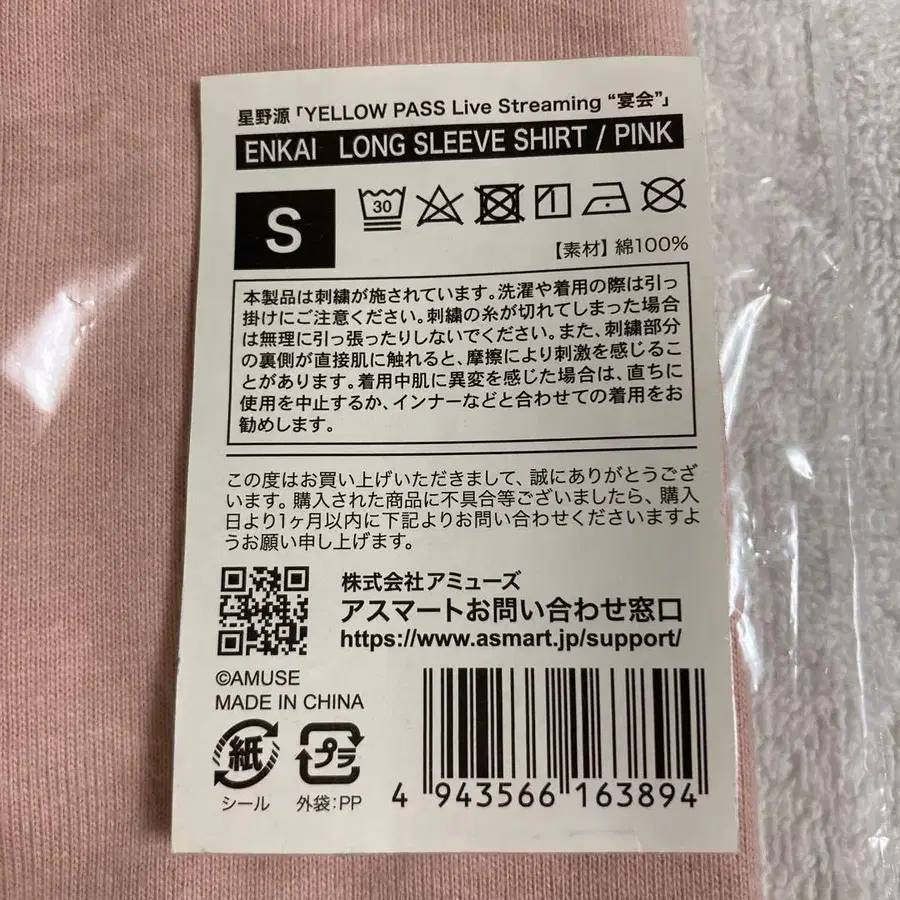 星野源「YELLOW PASS Live Streaming “宴会”」
ENKAI LONG SLEEVE SHIRT / PINK
S
30
【素材】綿100%
本製品は刺繍が施されています。洗濯や着用の際は引っ
掛けにご注意ください。刺繍の糸が切れてしまった場合
は無理に引っ張ったりしないでください。また、刺繍部分
の裏側が直接肌に触れると、摩擦により刺激を感じるこ
とがあります。着用中肌に異変を感じた場合は、直ちに
使用を中止するか、インナーなどと合わせての着用をお
勧めします。
この度はお買い上げいただきまして、誠にありがとうござ
います。購入された商品に不具合等ございましたら、購入
日より1ヶ月以内に下記よりお問い合わせくださいますよ
うお願い申し上げます。
株式会社アミューズ
アスマートお問い合わせ窓口
https://www.asmart.jp/support/
©AMUSE
MADE IN CHINA
紙
プラ
シール
外袋:PP
4 943566 163894